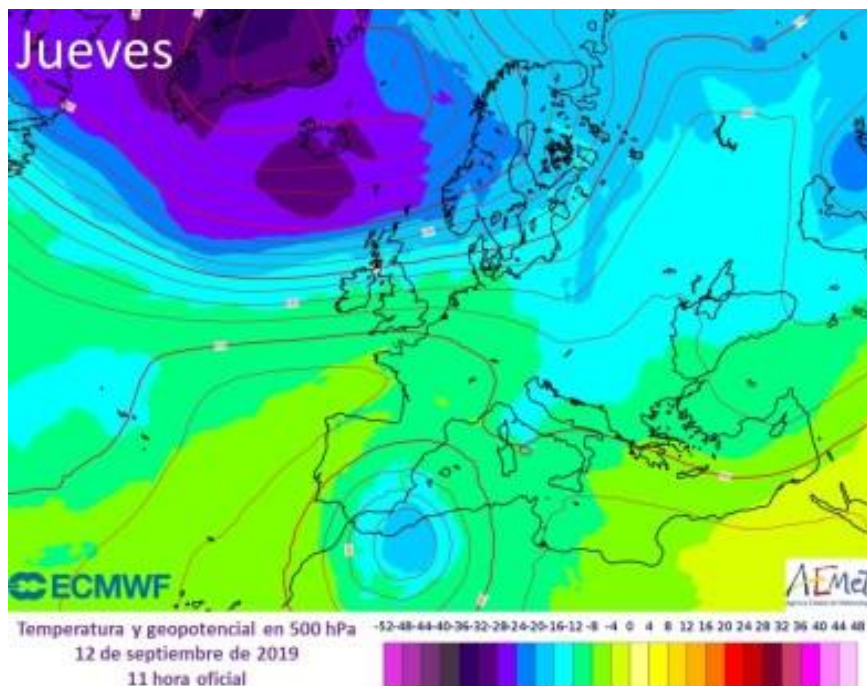 Jueves
ECMWF
AEMet
Temperatura y geopotencial en 500 hPa
12 de septiembre de 2019
11 hora oficial
-52-48-44-40-36-32-28-24-20-16-12 -8 -4 0 4 8 12 16 20 24 28 32 36 40 44 48